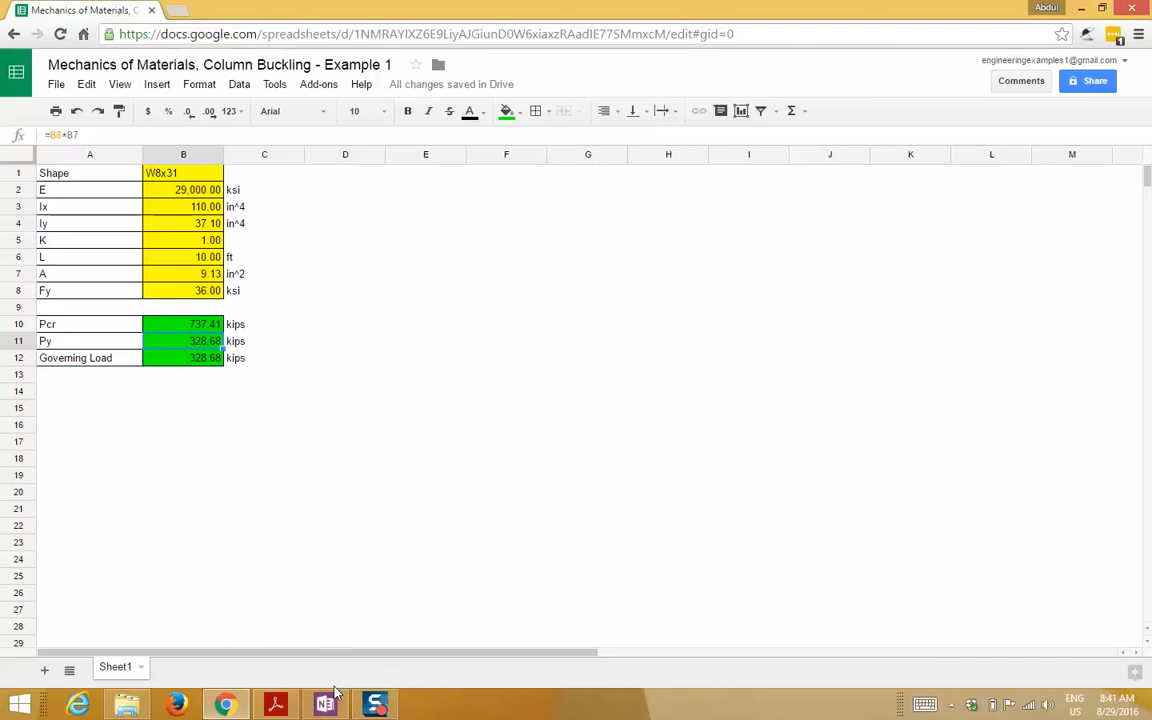 Mechanics of Materials, C
Abdul
https://docs.google.com/spreadsheets/d/1NMRAYIXZ6E9LiyAJGiunD0W6xiaxzRAadIE77SMmxcM/edit#gid=0
Mechanics of Materials, Column Buckling - Example 1
engineeringexamples1@gmail.com
File Edit View Insert Format Data Tools Add-ons Help All changes saved in Drive
Comments
Share
$ % .0 .00 123 Arial 10 B I S A Σ
fx =B8*B7
A B C D E F G H I J K L M
1 Shape W8x31
2 E 29,000.00 ksi
3 Ix 110.00 in^4
4 Iy 37.10 in^4
5 K 1.00
6 L 10.00 ft
7 A 9.13 in^2
8 Fy 36.00 ksi
9
10 Pcr 737.41 kips
11 Py 328.68 kips
12 Governing Load 328.68 kips
13
14
15
16
17
18
19
20
21
22
23
24
25
26
27
28
29
Sheet1
ENG 8:41 AM
US 8/29/2016